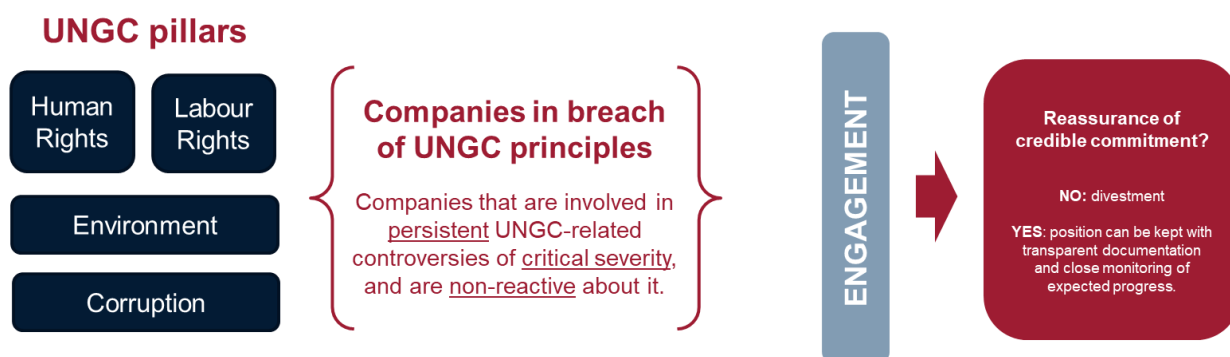 UNGC pillars
Human
Rights
Labour
Rights
Environment
Corruption
Companies in breach
of UNGC principles
Companies that are involved in
persistent UNGC-related
controversies of critical severity,
and are non-reactive about it.
ENGAGEMENT
Reassurance of
credible commitment?
NO: divestment
YES: position can be kept with
transparent documentation
and close monitoring of
expected progress.